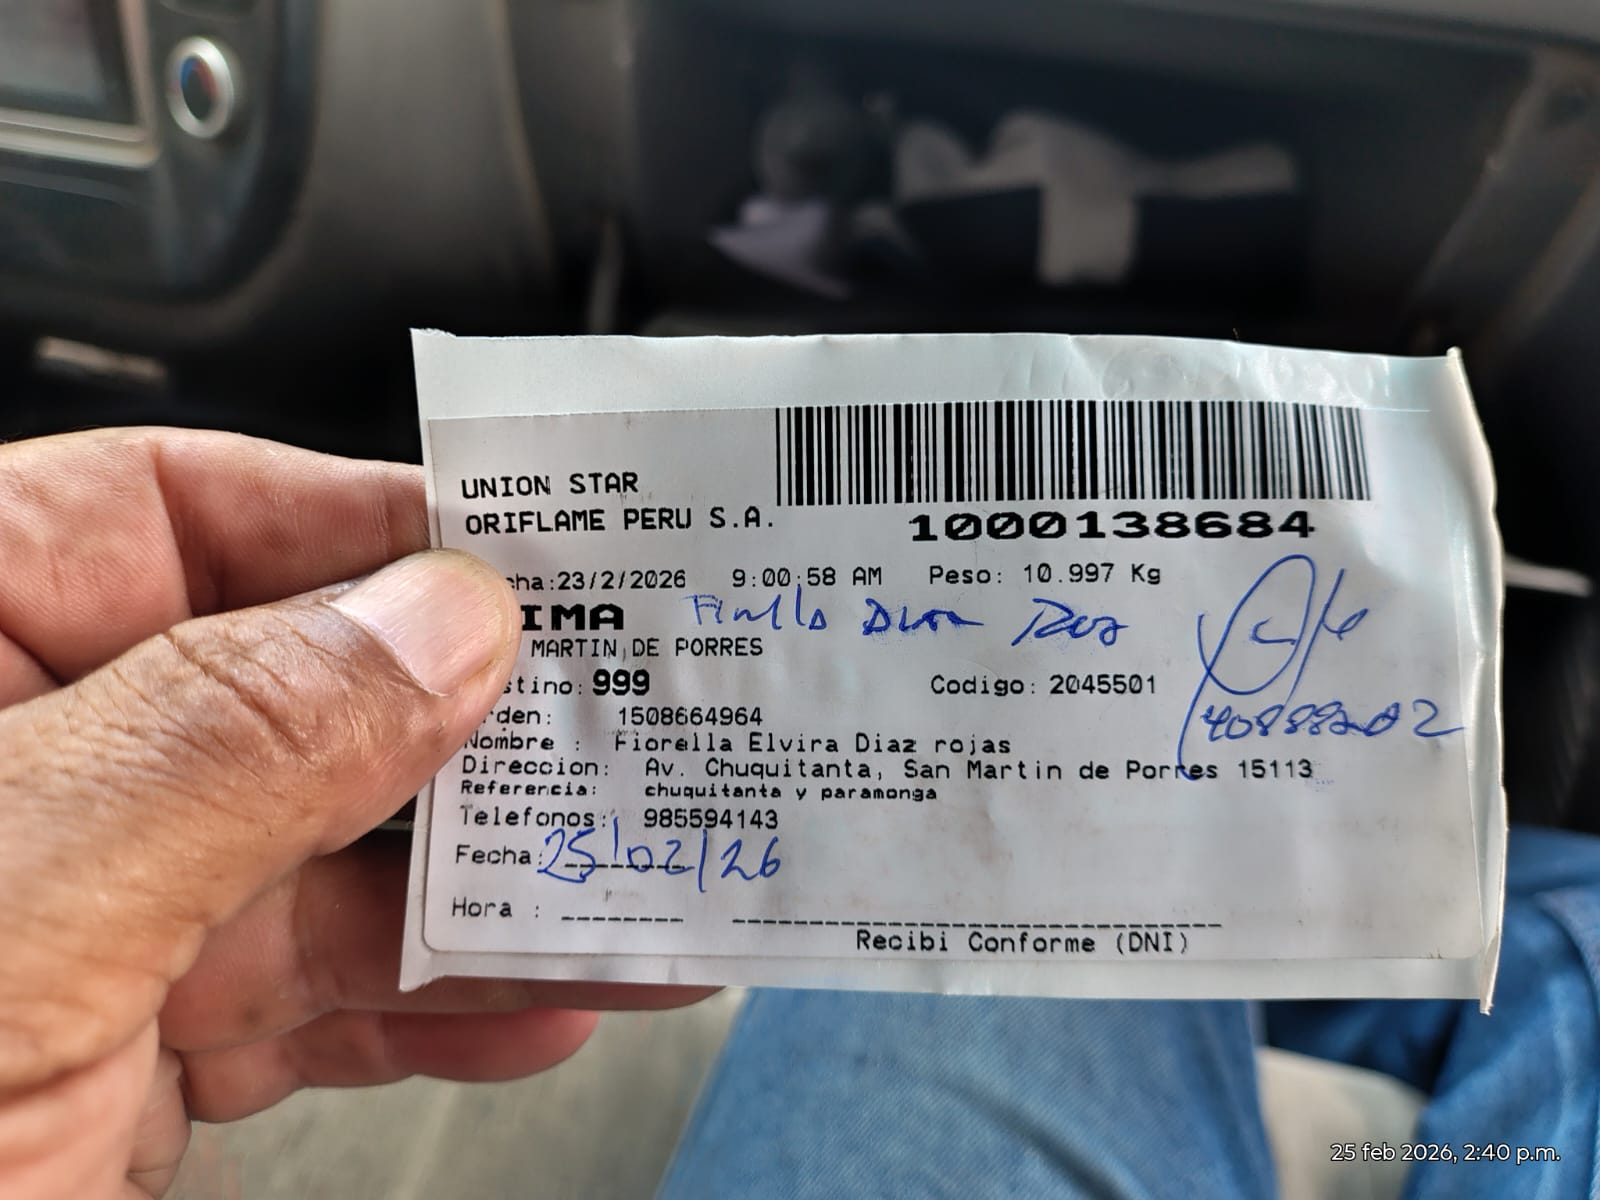 UNION STAR
ORIFLAME PERU S.A.
1000138684
cha:23/2/2026 9:00:58 AM Peso: 10.997 Kg
IMA
MARTIN DE PORRES
stino: 999 Codigo: 2045501
rden: 1508664964
Nombre : Fiorella Elvira Diaz rojas
Direccion: Av. Chuquitanta, San Martin de Porres 15113
Referencia: chuquitanta y paramonga
Telefonos: 985594143
Fecha: 25/02/26
Hora :
Recibi Conforme (DNI)
25 feb 2026, 2:40 p.m.